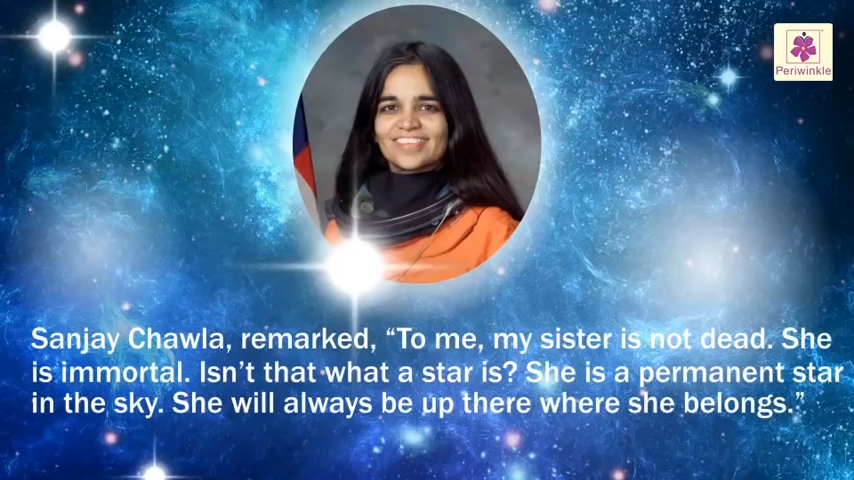 Periwinkle
Sanjay Chawla, remarked, “To me, my sister is not dead. She
is immortal. Isn’t that what a star is? She is a permanent star
in the sky. She will always be up there where she belongs.”